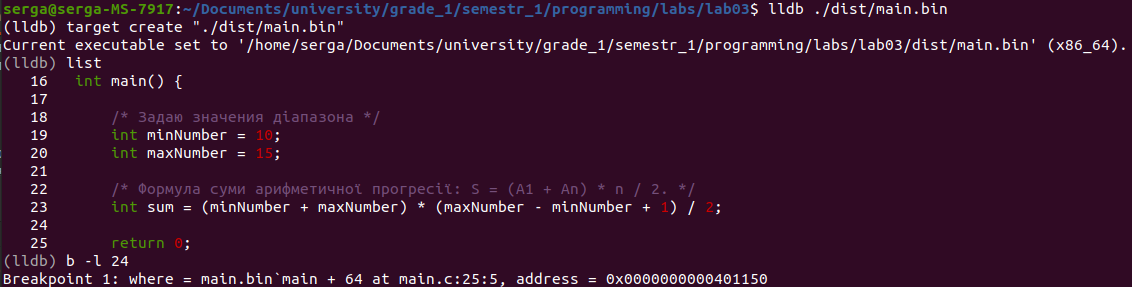 serga@serga-MS-7917:~/Documents/university/grade_1/semestr_1/programming/labs/lab03$ lldb ./dist/main.bin
(lldb) target create "./dist/main.bin"
Current executable set to '/home/serga/Documents/university/grade_1/semestr_1/programming/labs/lab03/dist/main.bin' (x86_64).
(lldb) list
   16   int main() {
   17
   18       /* Задаю значения діапазона */
   19       int minNumber = 10;
   20       int maxNumber = 15;
   21
   22       /* Формула суми арифметичної прогресії: S = (A1 + An) * n / 2. */
   23       int sum = (minNumber + maxNumber) * (maxNumber - minNumber + 1) / 2;
   24
   25       return 0;
(lldb) b -l 24
Breakpoint 1: where = main.bin`main + 64 at main.c:25:5, address = 0x0000000000401150